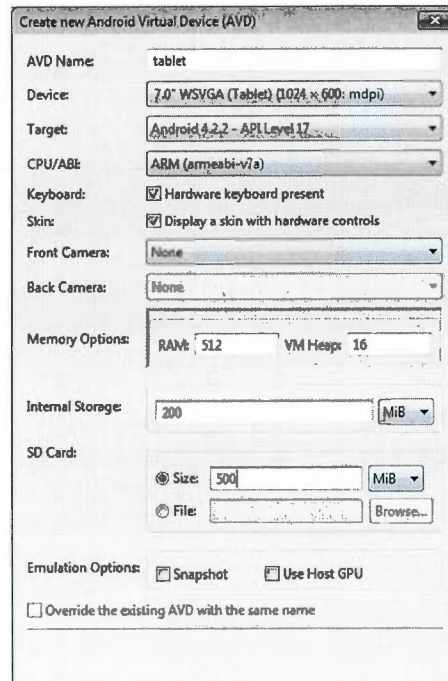 Create new Android Virtual Device (AVD)
AVD Name: tablet
Device: 7.0" WSVGA (Tablet) (1024 × 600: mdpi)
Target: Android 4.2.2 - API Level 17
CPU/ABI: ARM (armeabi-v7a)
Keyboard: Hardware keyboard present
Skin: Display a skin with hardware controls
Front Camera: None
Back Camera: None
Memory Options: RAM: 512 VM Heap: 16
Internal Storage: 200 MiB
SD Card:
Size: 500 MiB
File: Browse...
Emulation Options: Snapshot Use Host GPU
Override the existing AVD with the same name